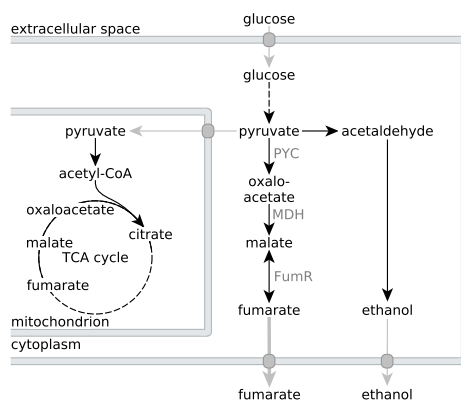 glucose
extracellular space
glucose
pyruvate
pyruvate
acetaldehyde
PYC
acetyl-CoA
oxalo-
acetate
oxaloacetate
MDH
citrate
malate
malate
TCA cycle
FumR
fumarate
fumarate
ethanol
mitochondrion
cytoplasm
fumarate
ethanol